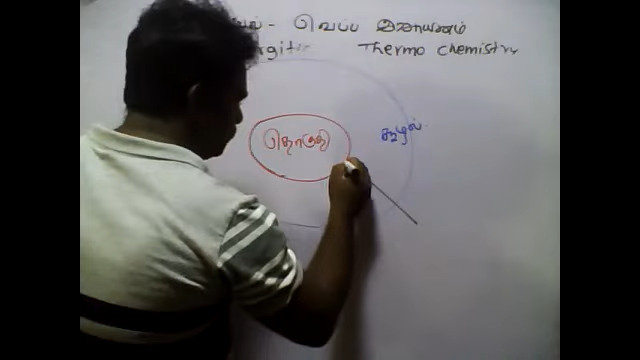 - வெப்ப இரசாயனம்
Thermo chemistry
தொகுதி
சூழல்